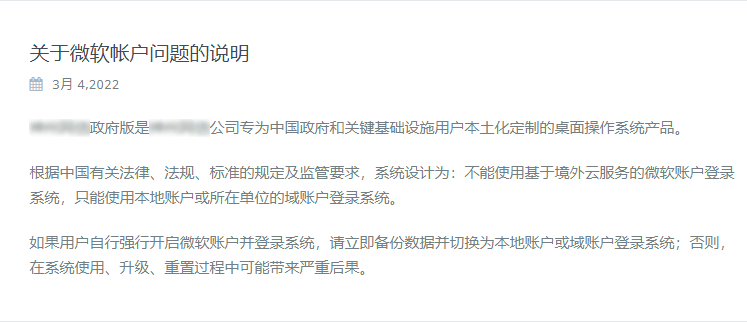 关于微软帐户问题的说明
3月 4,2022
政府版是公司专为中国政府和关键基础设施用户本土化定制的桌面操作系统产品。
根据中国有关法律、法规、标准的规定及监管要求，系统设计为：不能使用基于境外云服务的微软账户登录
系统，只能使用本地账户或所在单位的域账户登录系统。
如果用户自行强行开启微软账户并登录系统，请立即备份数据并切换为本地账户或域账户登录系统；否则，
在系统使用、升级、重置过程中可能带来严重后果。